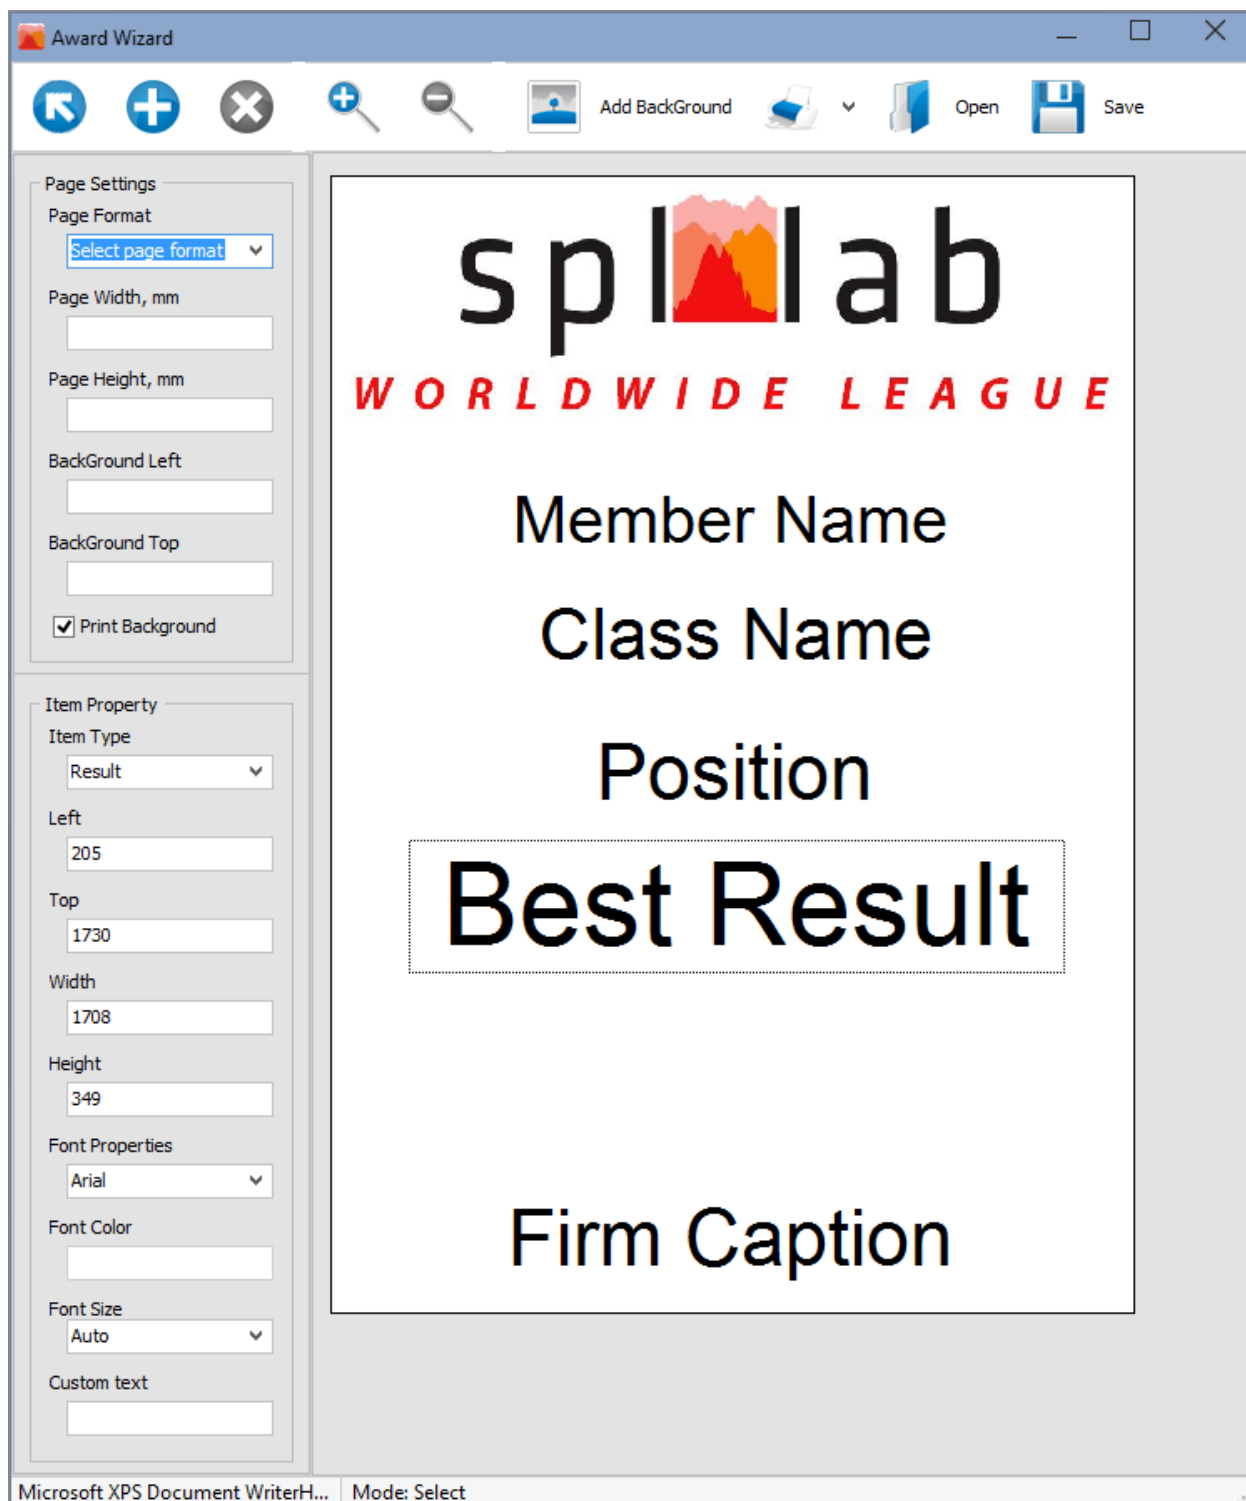 Award Wizard
Add BackGround
Open
Save
Page Settings
Page Format
Select page format
Page Width, mm
Page Height, mm
BackGround Left
BackGround Top
Print Background
Item Property
Item Type
Result
Left
205
Top
1730
Width
1708
Height
349
Font Properties
Arial
Font Color
Font Size
Auto
Custom text
spl lab
WORLDWIDE LEAGUE
Member Name
Class Name
Position
Best Result
Firm Caption
Microsoft XPS Document WriterH...
Mode: Select